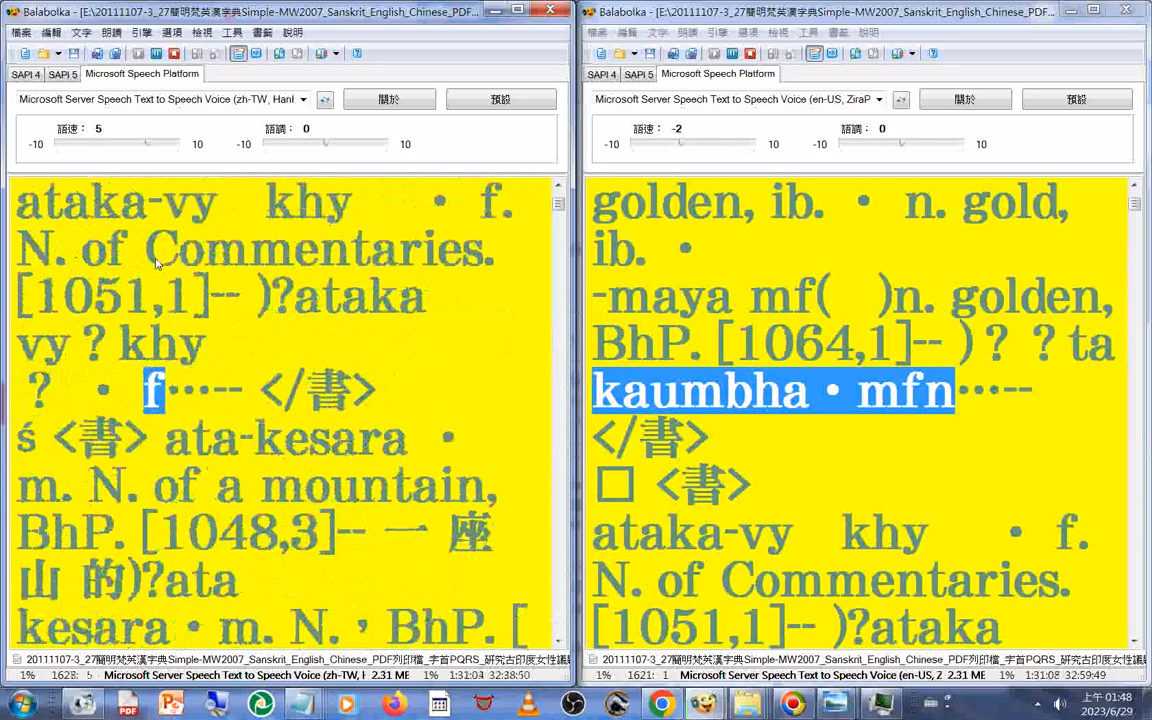 Balabolka - [E:\20111107-3_27簡明梵英漢字典Simple-MW2007_Sanskrit_English_Chinese_PDF...
檔案 編輯 文字 朗讀 引擎 選項 檢視 工具 書籤 說明
SAPI 4 SAPI 5 Microsoft Speech Platform
Microsoft Server Speech Text to Speech Voice (zh-TW, HanH
關於 預設
語速： 5 語調： 0
-10 10 -10 10
ataka-vy khy • f.
N. of Commentaries.
[1051,1]-- )?ataka
vy ? khy
? • f…-- </書>
ś <書> ata-kesara •
m. N. of a mountain,
BhP. [1048,3]-- 一 座
山 的)?ata
kesara • m. N. , BhP. [
20111107-3_27簡明梵英漢字典Simple-MW2007_Sanskrit_English_Chinese_PDF列印檔_字首PQRS_研究古印度女性議
1% 1628: 5 Microsoft Server Speech Text to Speech Voice (zh-TW, H 2.31 MB 1% 1:31:04 32:38:50
Balabolka - [E:\20111107-3_27簡明梵英漢字典Simple-MW2007_Sanskrit_English_Chinese_PDF...
檔案 編輯 文字 朗讀 引擎 選項 檢視 工具 書籤 說明
SAPI 4 SAPI 5 Microsoft Speech Platform
Microsoft Server Speech Text to Speech Voice (en-US, ZiraP
關於 預設
語速： -2 語調： 0
-10 10 -10 10
golden, ib. • n. gold,
ib. •
-maya mf( )n. golden,
BhP. [1064,1]-- ) ? ? ta
kaumbha • mfn…--
</書>
□ <書>
ataka-vy khy • f.
N. of Commentaries.
[1051,1]-- )?ataka
20111107-3_27簡明梵英漢字典Simple-MW2007_Sanskrit_English_Chinese_PDF列印檔_字首PQRS_研究古印度女性議
1% 1621: 1 Microsoft Server Speech Text to Speech Voice (en-US, Z 2.31 MB 1% 1:31:08 32:59:49
PDF
上午 01:48
2023/6/29